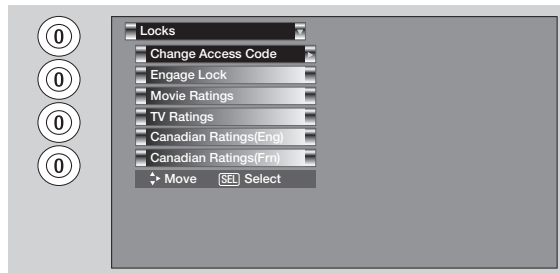 0
0
0
0
Locks
Change Access Code
Engage Lock
Movie Ratings
TV Ratings
Canadian Ratings(Eng)
Canadian Ratings(Frn)
Move SEL Select